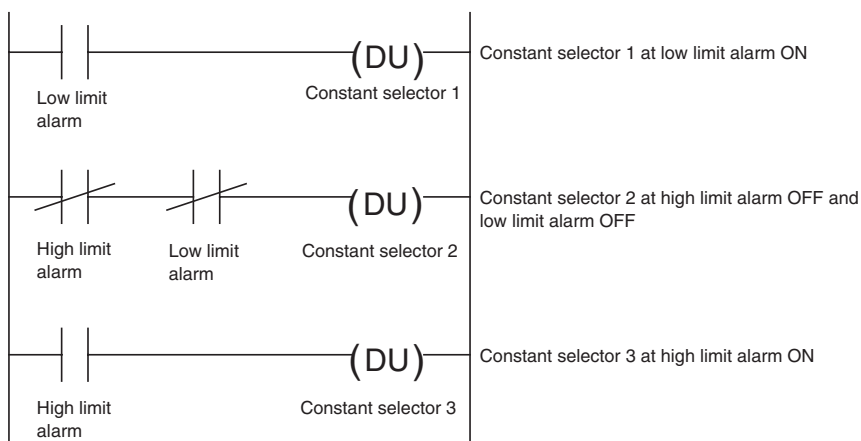 (DU)
Constant selector 1 at low limit alarm ON
Low limit
alarm
Constant selector 1
(DU)
Constant selector 2 at high limit alarm OFF and
low limit alarm OFF
High limit
alarm
Low limit
alarm
Constant selector 2
(DU)
Constant selector 3 at high limit alarm ON
High limit
alarm
Constant selector 3